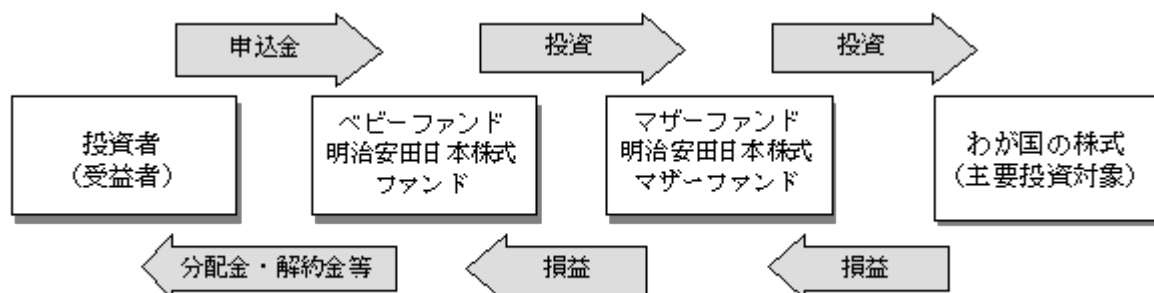 申込金
投資
投資
投資者
(受益者)
ベビーファンド
明治安田日本株式
ファンド
マザーファンド
明治安田日本株式
マザーファンド
わが国の株式
(主要投資対象)
分配金・解約金等
損益
損益